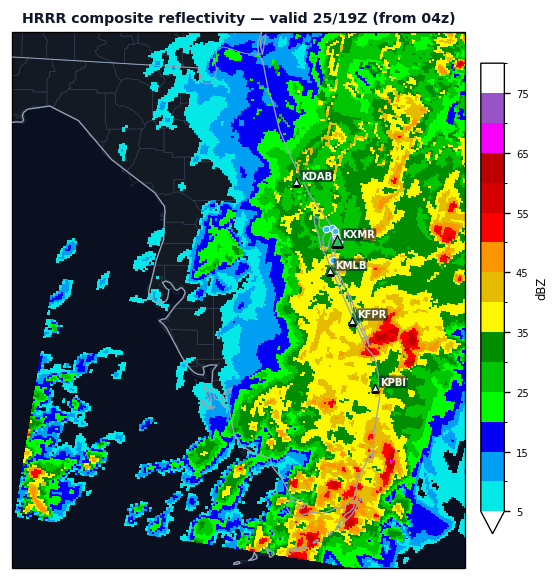 HRRR composite reflectivity — valid 25/19Z (from 04z)
KDAB
KXMR
KMLB
KFPR
KPBI
75
65
55
45
35
25
15
5
dBZ